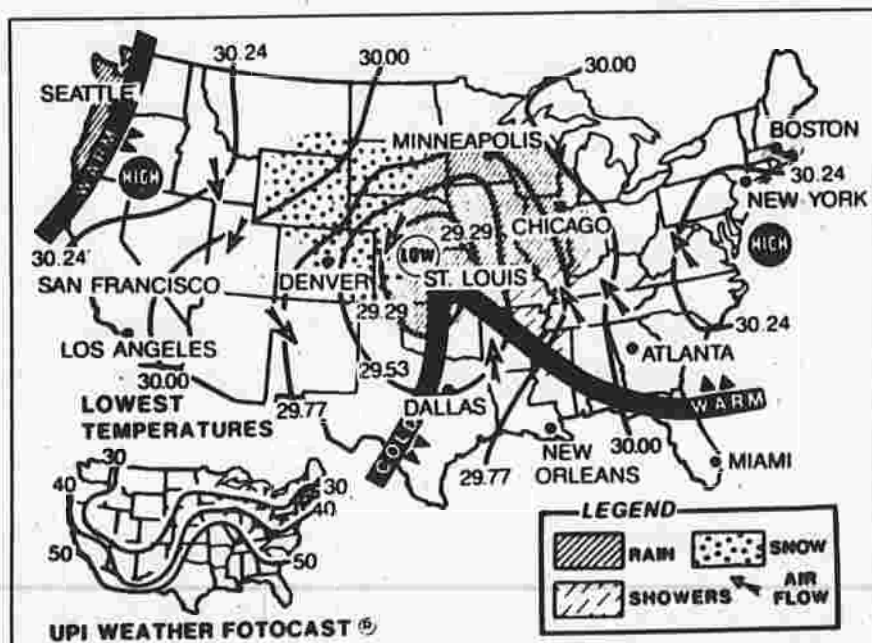 30.24
30.00
30.00
SEATTLE
MINNEAPOLIS
BOSTON
WARM
HIGH
30.24
NEW YORK
CHICAGO
29.29
HIGH
30.24
LOW
SAN FRANCISCO
DENVER
ST. LOUIS
29.29
30.24
LOS ANGELES
ATLANTA
30.00
29.53
WARM
LOWEST
TEMPERATURES
29.77
DALLAS
COLD
NEW
ORLEANS
30.00
MIAMI
29.77
30
40
30
40
50
50
LEGEND
RAIN
SNOW
SHOWERS
AIR
FLOW
UPI WEATHER FOTOCAST ®